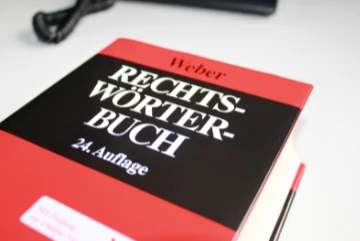 Weber
RECHTS-
WÖRTER-
BUCH
24. Auflage